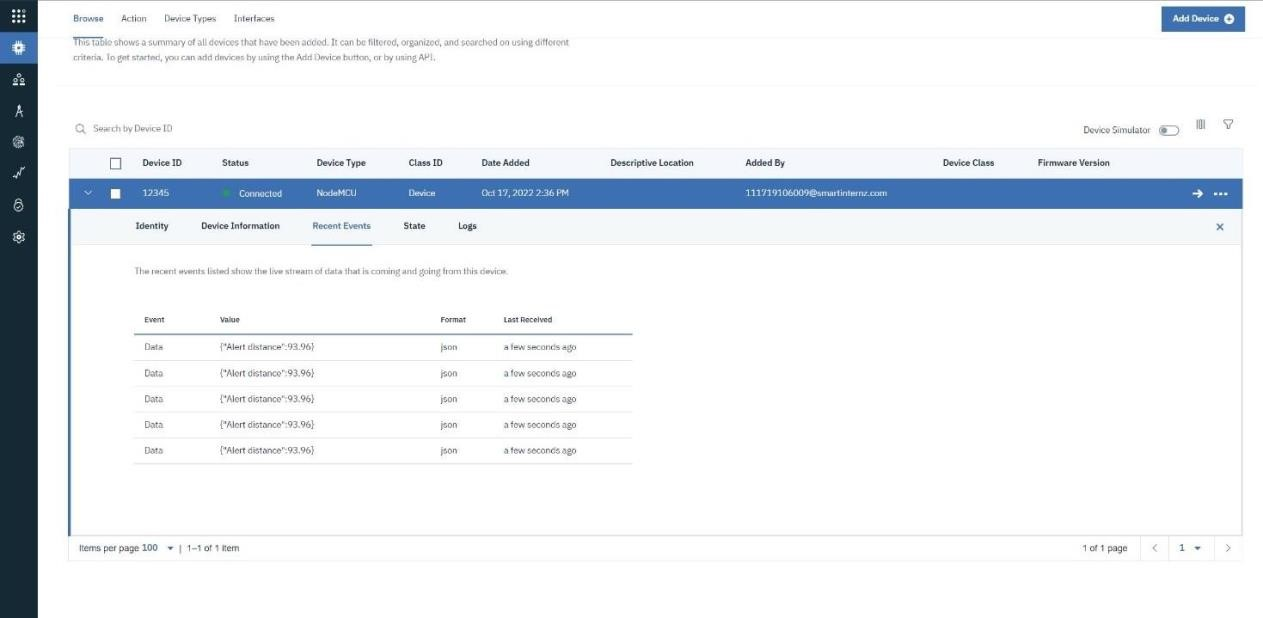 Browse Action Device Types Interfaces Add Device
This table shows a summary of all devices that have been added. It can be filtered, organized, and searched on using different
criteria. To get started, you can add devices by using the Add Device button, or by using API.
Search by Device ID
Device Simulator
Device ID Status Device Type Class ID Date Added Descriptive Location Added By Device Class Firmware Version
12345 Connected NodeMCU Device Oct 17, 2022 2:36 PM 111719106009@smartinternz.com
Identity Device Information Recent Events State Logs
The recent events listed show the live stream of data that is coming and going from this device.
Event Value Format Last Received
Data {"Alert distance":93.96} json a few seconds ago
Data {"Alert distance":93.96} json a few seconds ago
Data {"Alert distance":93.96} json a few seconds ago
Data {"Alert distance":93.96} json a few seconds ago
Data {"Alert distance":93.96} json a few seconds ago
Items per page 100 | 1–1 of 1 item 1 of 1 page 1